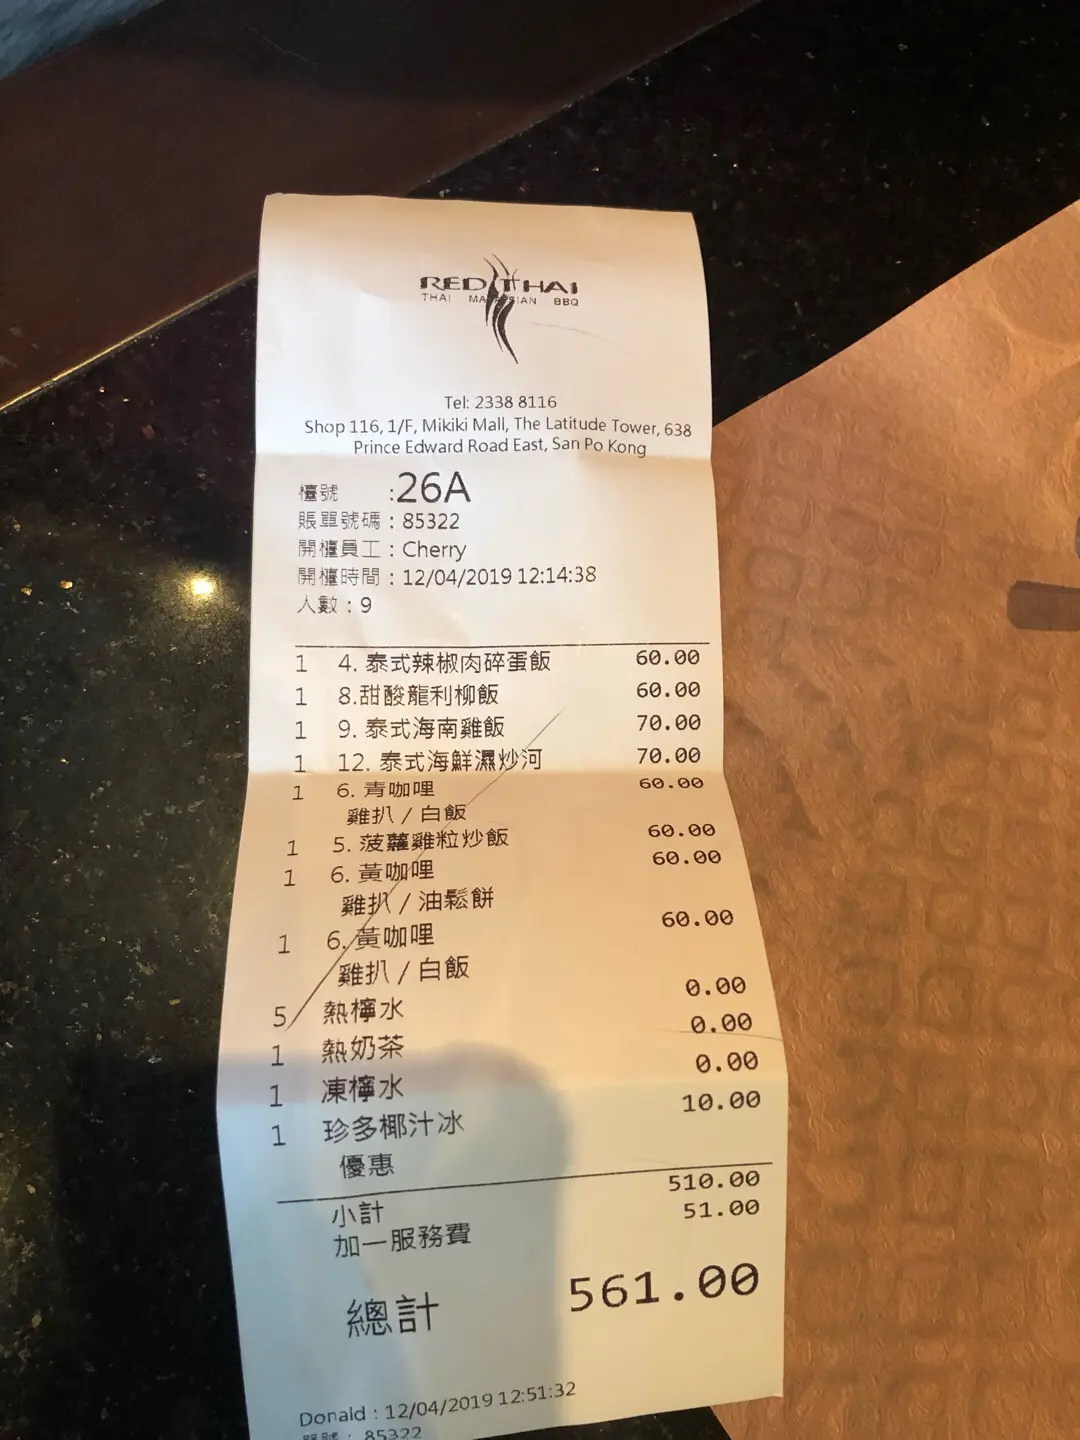 RED THAI
THAI MALAYSIAN BBQ
Tel: 2338 8116
Shop 116, 1/F, Mikiki Mall, The Latitude Tower, 638
Prince Edward Road East, San Po Kong
檯號 :26A
賬單號碼 : 85322
開檯員工 : Cherry
開檯時間 : 12/04/2019 12:14:38
人數 : 9
1 4. 泰式辣椒肉碎蛋飯 60.00
1 8.甜酸龍利柳飯 60.00
1 9. 泰式海南雞飯 70.00
1 12. 泰式海鮮濕炒河 70.00
1 6. 青咖哩 60.00
雞扒 / 白飯
1 5. 菠蘿雞粒炒飯 60.00
1 6. 黃咖哩 60.00
雞扒 / 油鬆餅
1 6. 黃咖哩 60.00
雞扒 / 白飯
5 熱檸水 0.00
1 熱奶茶 0.00
1 凍檸水 0.00
1 珍多椰汁冰 10.00
優惠
小計 510.00
加一服務費 51.00
總計 561.00
Donald : 12/04/2019 12:51:32
單號 : 85322